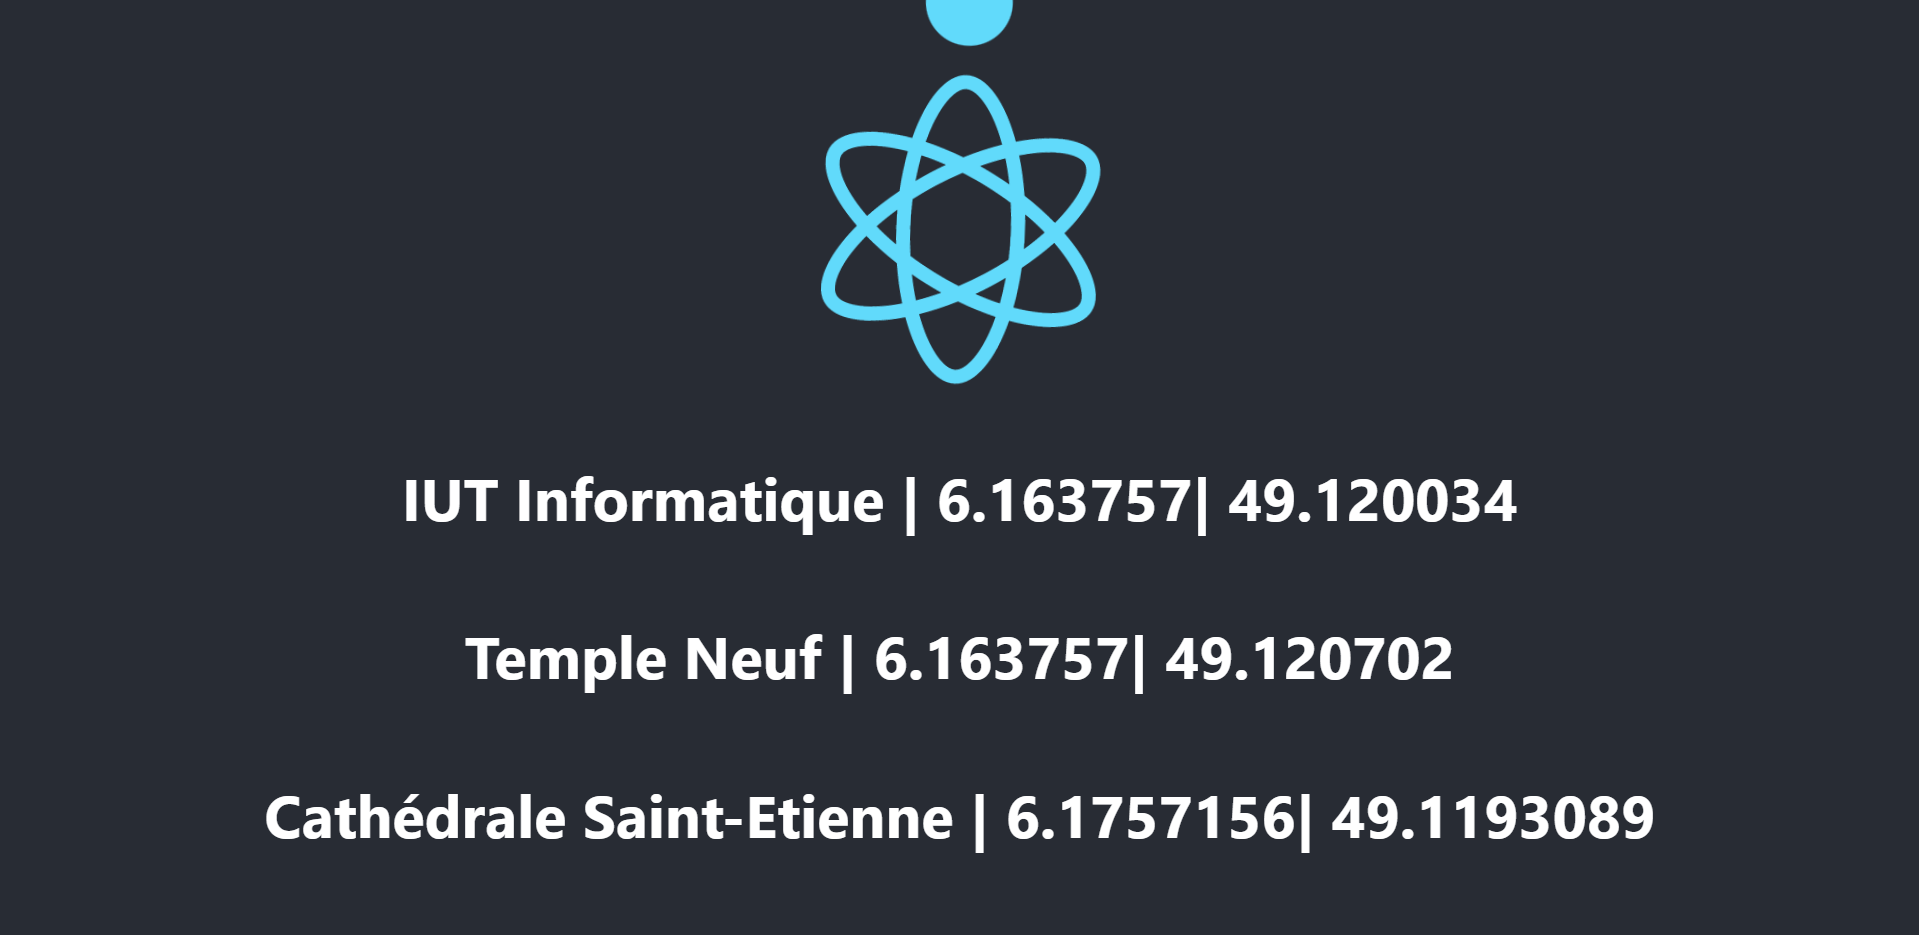 IUT Informatique | 6.163757| 49.120034
Temple Neuf | 6.163757| 49.120702
Cathédrale Saint-Etienne | 6.1757156| 49.1193089